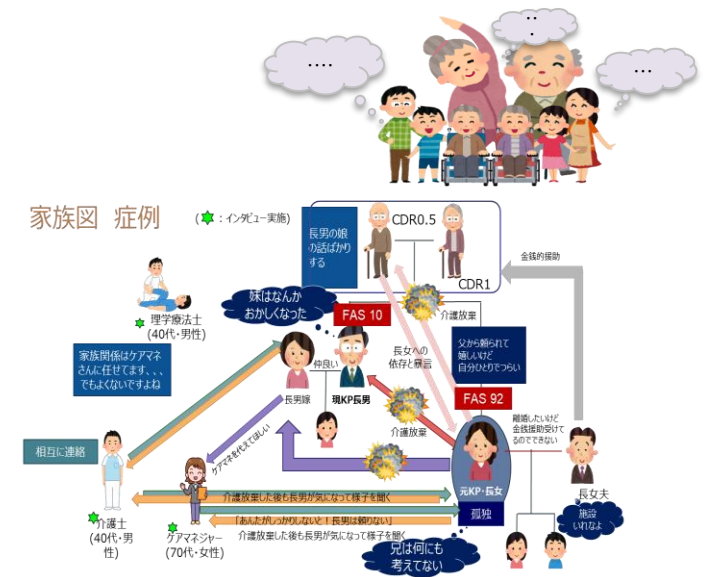 ....
..
.
...
家族図 症例
(　:インタビュー実施)
長男の娘
の話ばかり
する
CDR0.5
CDR1
金銭的援助
妹はなんか
おかしくなった
FAS 10
介護放棄
理学療法士
(40代・男性)
家族関係はケアマネ
さんに任せてます、、、
でもよくないですよね
長女への
依存と暴言
父から頼られて
嬉しいけど
自分ひとりでつらい
仲良い
長男嫁
現KP長男
FAS 92
介護放棄
離婚したいけど
金銭援助受けて
るのでできない
ケアマネを代えてほしい
相互に連絡
元KP・長女
孤独
長女夫
施設
いれなよ
介護放棄した後も長男が気になって様子を聞く
介護士
(40代・男
性)
ケアマネジャー
(70代・女性)
「あんたがしっかりしないと!長男は頼りない」
介護放棄した後も長男が気になって様子を聞く
兄は何にも
考えてない